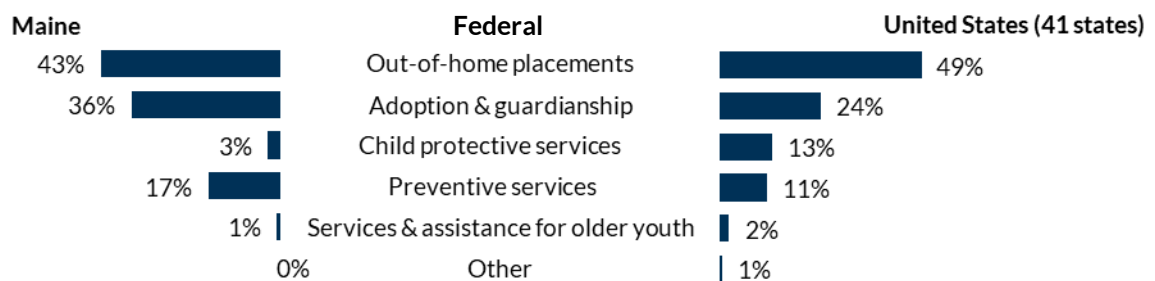 Maine Federal United States (41 states)
43% Out-of-home placements 49%
36% Adoption & guardianship 24%
3% Child protective services 13%
17% Preventive services 11%
1% Services & assistance for older youth 2%
0% Other 1%